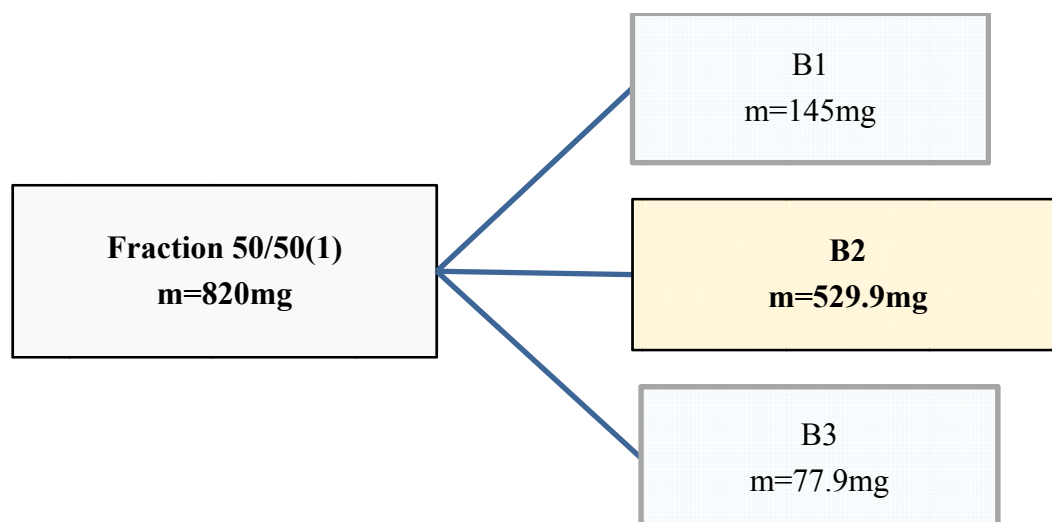 Fraction 50/50(1)
m=820mg
B1
m=145mg
B2
m=529.9mg
B3
m=77.9mg